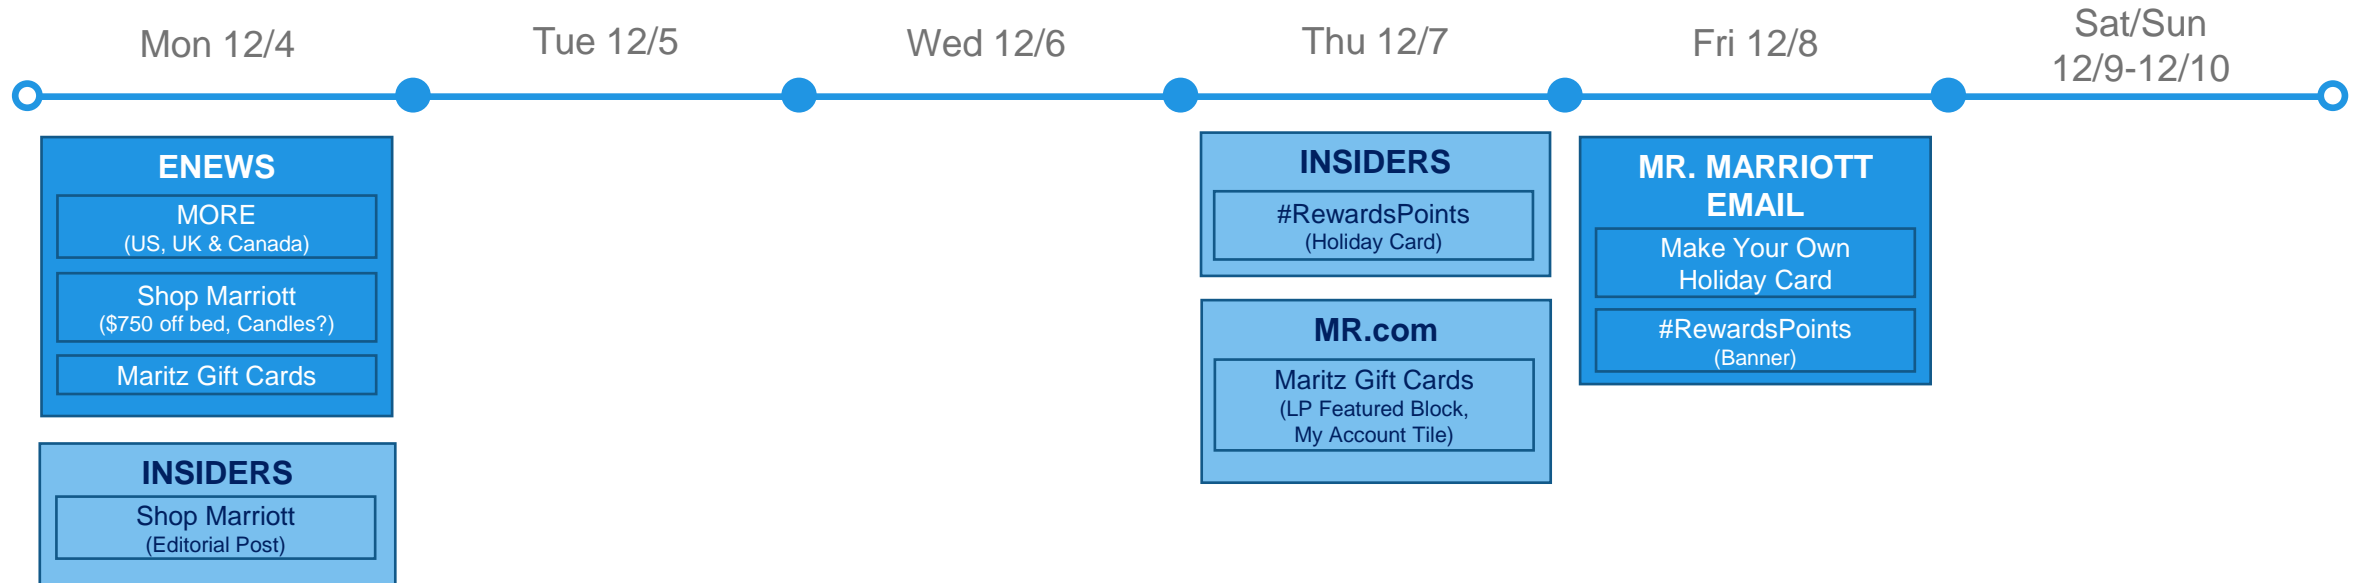 Mon 12/4
Tue 12/5
Wed 12/6
Thu 12/7
Fri 12/8
Sat/Sun
12/9-12/10
ENEWS
MORE
(US, UK & Canada)
Shop Marriott
($750 off bed, Candles?)
Maritz Gift Cards
INSIDERS
Shop Marriott
(Editorial Post)
INSIDERS
#RewardsPoints
(Holiday Card)
MR.com
Maritz Gift Cards
(LP Featured Block,
My Account Tile)
MR. MARRIOTT
EMAIL
Make Your Own
Holiday Card
#RewardsPoints
(Banner)